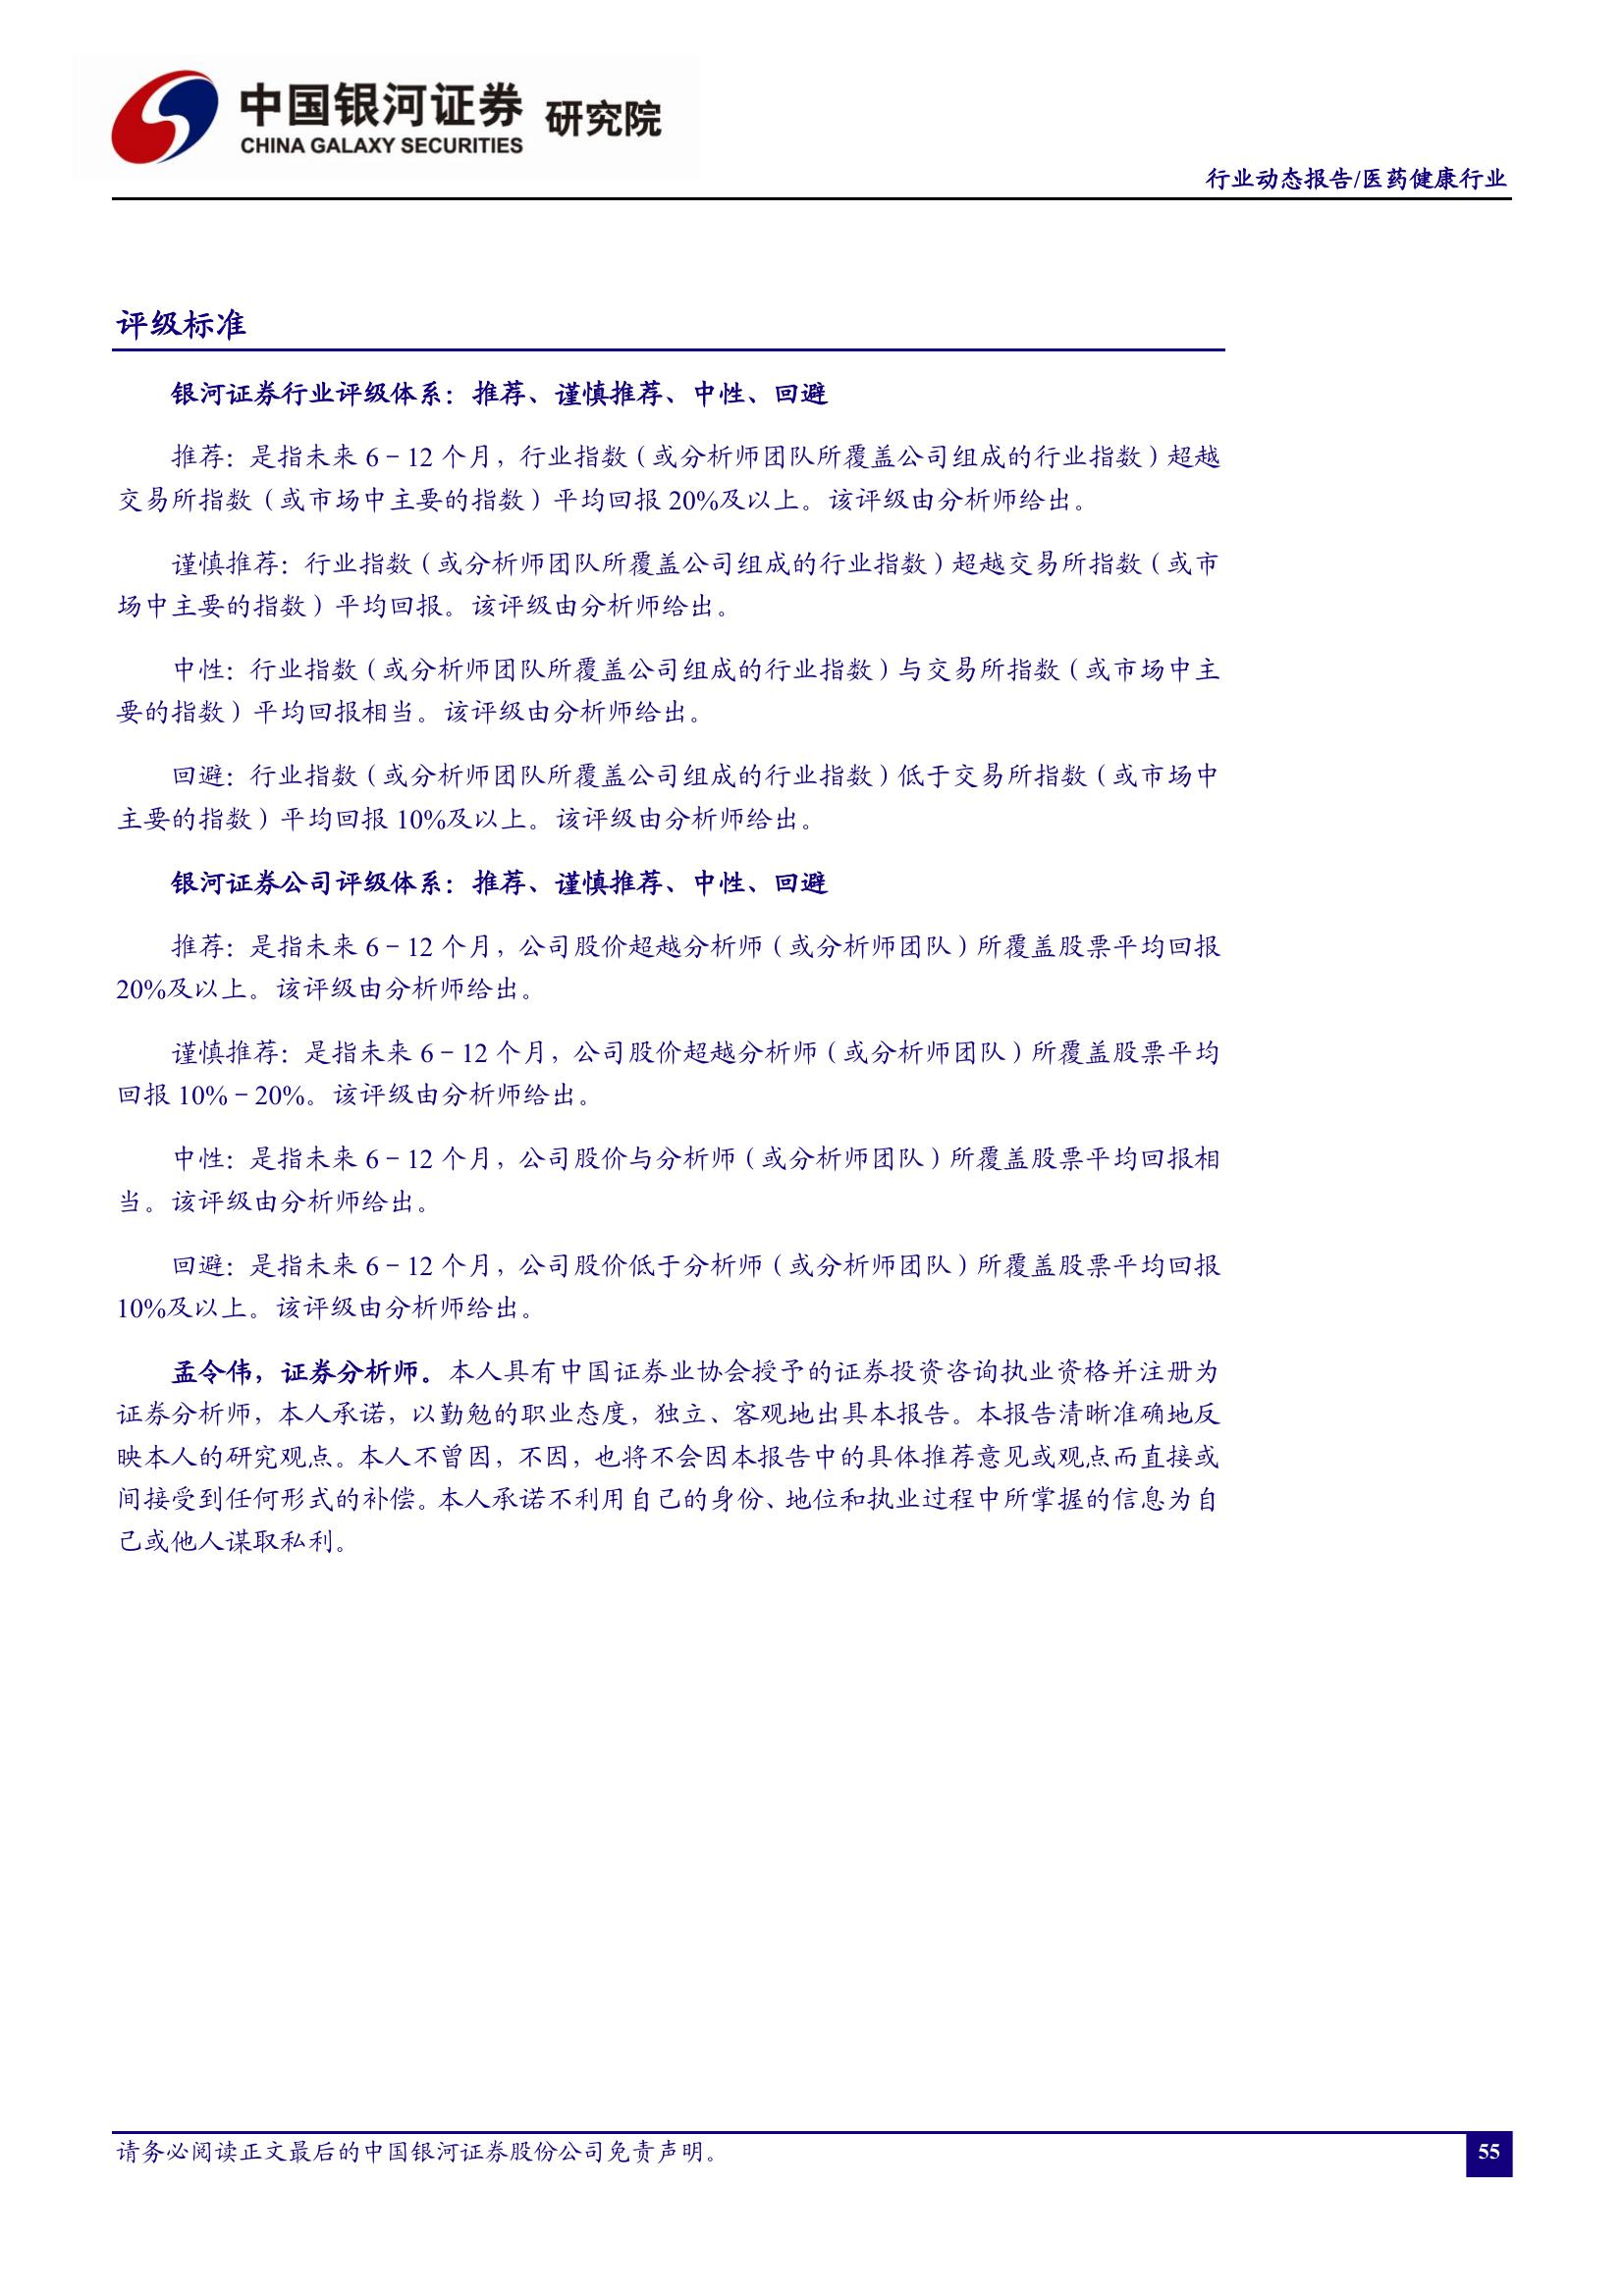 中国银河证券 研究院
CHINA GALAXY SECURITIES
行业动态报告/医药健康行业
评级标准
银河证券行业评级体系：推荐、谨慎推荐、中性、回避
推荐：是指未来 6－12 个月，行业指数（或分析师团队所覆盖公司组成的行业指数）超越
交易所指数（或市场中主要的指数）平均回报 20%及以上。该评级由分析师给出。
谨慎推荐：行业指数（或分析师团队所覆盖公司组成的行业指数）超越交易所指数（或市
场中主要的指数）平均回报。该评级由分析师给出。
中性：行业指数（或分析师团队所覆盖公司组成的行业指数）与交易所指数（或市场中主
要的指数）平均回报相当。该评级由分析师给出。
回避：行业指数（或分析师团队所覆盖公司组成的行业指数）低于交易所指数（或市场中
主要的指数）平均回报 10%及以上。该评级由分析师给出。
银河证券公司评级体系：推荐、谨慎推荐、中性、回避
推荐：是指未来 6－12 个月，公司股价超越分析师（或分析师团队）所覆盖股票平均回报
20%及以上。该评级由分析师给出。
谨慎推荐：是指未来 6－12 个月，公司股价超越分析师（或分析师团队）所覆盖股票平均
回报 10%－20%。该评级由分析师给出。
中性：是指未来 6－12 个月，公司股价与分析师（或分析师团队）所覆盖股票平均回报相
当。该评级由分析师给出。
回避：是指未来 6－12 个月，公司股价低于分析师（或分析师团队）所覆盖股票平均回报
10%及以上。该评级由分析师给出。
孟令伟，证券分析师。本人具有中国证券业协会授予的证券投资咨询执业资格并注册为
证券分析师，本人承诺，以勤勉的职业态度，独立、客观地出具本报告。本报告清晰准确地反
映本人的研究观点。本人不曾因，不因，也将不会因本报告中的具体推荐意见或观点而直接或
间接受到任何形式的补偿。本人承诺不利用自己的身份、地位和执业过程中所掌握的信息为自
己或他人谋取私利。
请务必阅读正文最后的中国银河证券股份公司免责声明。
55